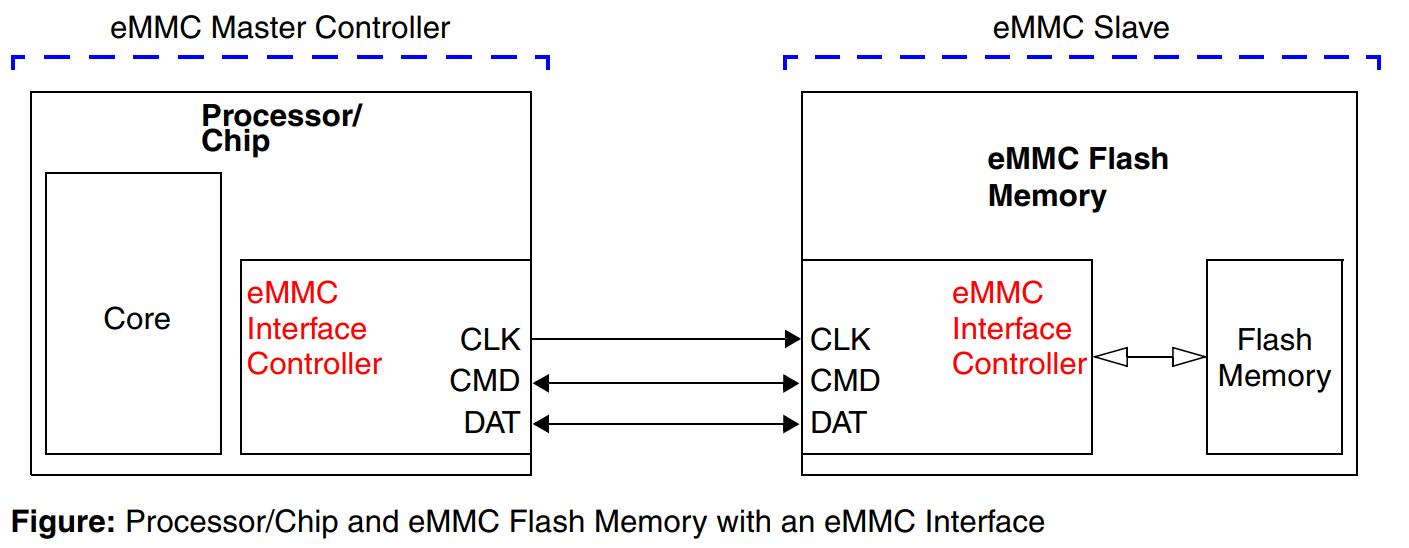 eMMC Master Controller
eMMC Slave
Processor/
Chip
Core
eMMC
Interface
Controller
CLK
CMD
DAT
eMMC Flash
Memory
CLK
CMD
DAT
eMMC
Interface
Controller
Flash
Memory
Figure: Processor/Chip and eMMC Flash Memory with an eMMC Interface